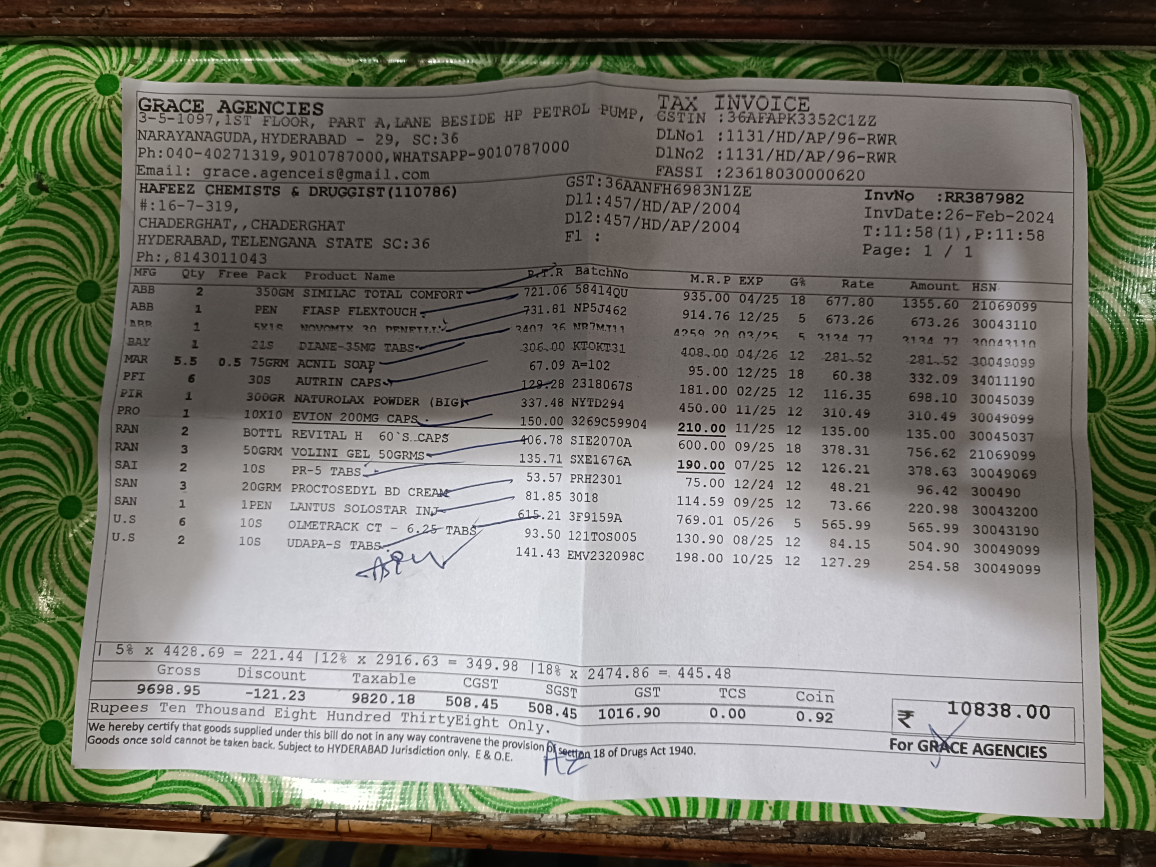 GRACE AGENCIES
3-5-1097,1ST FLOOR, PART A,LANE BESIDE HP PETROL PUMP,
NARAYANAGUDA,HYDERABAD - 29, SC:36
Ph:040-40271319,9010787000,WHATSAPP-9010787000
Email: grace.agenceis@gmail.com
TAX INVOICE
GSTIN :36AFAPK3352C1ZZ
DLNo1 :1131/HD/AP/96-RWR
DlNo2 :1131/HD/AP/96-RWR
FASSI :23618030000620
HAFEEZ CHEMISTS & DRUGGIST(110786)
#:16-7-319,
CHADERGHAT,,CHADERGHAT
HYDERABAD,TELENGANA STATE SC:36
Ph:,8143011043
GST:36AANFH6983N1ZE
Dl1:457/HD/AP/2004
Dl2:457/HD/AP/2004
Fl :
InvNo :RR387982
InvDate:26-Feb-2024
T:11:58(1),P:11:58
Page: 1 / 1
MFG Qty Free Pack Product Name P.T.R BatchNo M.R.P EXP G% Rate Amount HSN
ABB 2 350GM SIMILAC TOTAL COMFORT 721.06 58414QU 935.00 04/25 18 677.80 1355.60 21069099
ABB 1 PEN FIASP FLEXTOUCH 731.81 NP5J462 914.76 12/25 5 673.26 673.26 30043110
ABB 1 5X1S NOVOMIX 30 PENFILL 3407.36 NR7MJ11 4259.20 03/25 5 3134.77 3134.77 30043110
BAY 1 21S DIANE-35MG TABS 306.00 KTOKT31 408.00 04/26 12 281.52 281.52 30049099
MAR 5.5 0.5 75GRM ACNIL SOAP 67.09 A=102 95.00 12/25 18 60.38 332.09 34011190
PFI 6 30S AUTRIN CAPS 129.28 2318067S 181.00 02/25 12 116.35 698.10 30045039
PIR 1 300GR NATUROLAX POWDER (BIG) 337.48 NYTD294 450.00 11/25 12 310.49 310.49 30049099
PRO 1 10X10 EVION 200MG CAPS 150.00 3269C59904 210.00 11/25 12 135.00 135.00 30045037
RAN 2 BOTTL REVITAL H 60`S CAPS 406.78 SIE2070A 600.00 09/25 18 378.31 756.62 21069099
RAN 3 50GRM VOLINI GEL 50GRMS 135.71 SXE1676A 190.00 07/25 12 126.21 378.63 30049069
SAI 2 10S PR-5 TABS 53.57 PRH2301 75.00 12/24 12 48.21 96.42 300490
SAN 3 20GRM PROCTOSEDYL BD CREAM 81.85 3018 114.59 09/25 12 73.66 220.98 30043200
SAN 1 1PEN LANTUS SOLOSTAR INJ 615.21 3F9159A 769.01 05/26 5 565.99 565.99 30043190
U.S 6 10S OLMETRACK CT - 6.25 TABS 93.50 121TOS005 130.90 08/25 12 84.15 504.90 30049099
U.S 2 10S UDAPA-S TABS 141.43 EMV232098C 198.00 10/25 12 127.29 254.58 30049099
| 5% x 4428.69 = 221.44 |12% x 2916.63 = 349.98 |18% x 2474.86 = 445.48
Gross Discount Taxable CGST SGST GST TCS Coin
9698.95 -121.23 9820.18 508.45 508.45 1016.90 0.00 0.92
₹ 10838.00
Rupees Ten Thousand Eight Hundred ThirtyEight Only.
We hereby certify that goods supplied under this bill do not in any way contravene the provision of section 18 of Drugs Act 1940.
Goods once sold cannot be taken back. Subject to HYDERABAD Jurisdiction only. E & O.E.
For GRACE AGENCIES